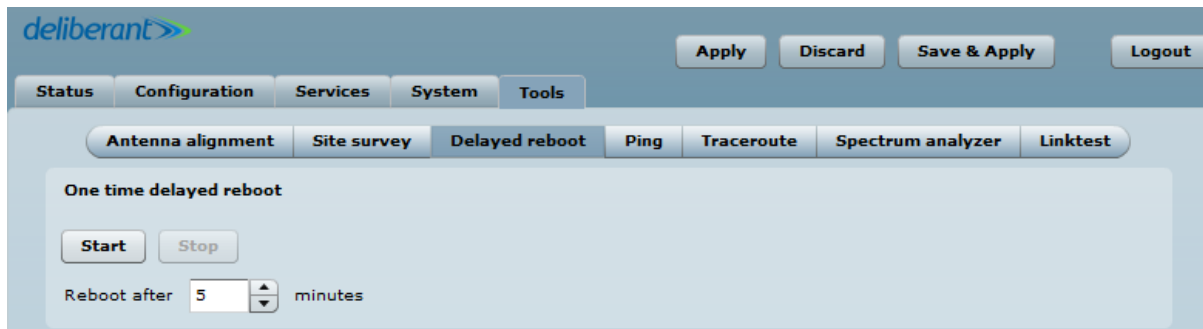 deliberant
Apply Discard Save & Apply Logout
Status Configuration Services System Tools
Antenna alignment Site survey Delayed reboot Ping Traceroute Spectrum analyzer Linktest
One time delayed reboot
Start Stop
Reboot after 5 minutes